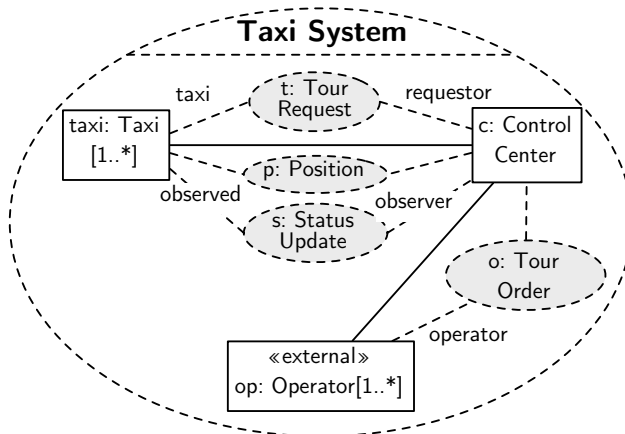 Taxi System
t: Tour
Request
taxi
requestor
taxi: Taxi
[1..*]
c: Control
Center
p: Position
observed
observer
s: Status
Update
o: Tour
Order
operator
«external»
op: Operator[1..*]